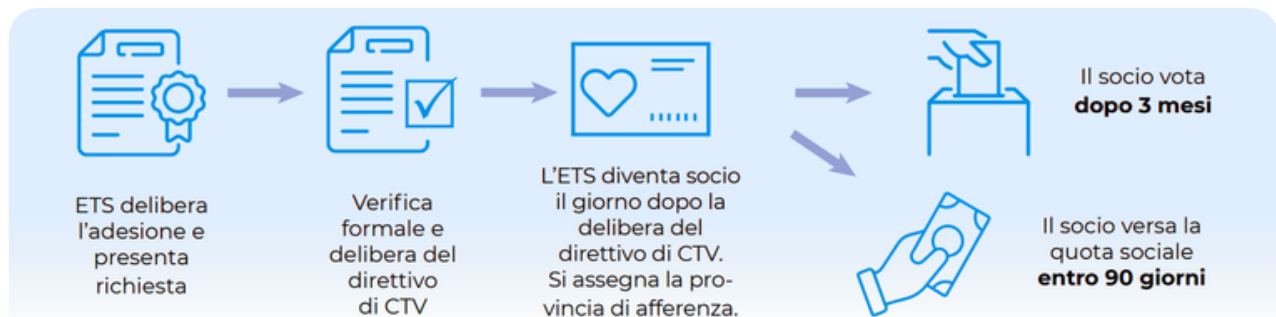 ETS delibera
l'adesione e
presenta
richiesta
Verifica
formale e
delibera del
direttivo
di CTV
L'ETS diventa socio
il giorno dopo la
delibera del
direttivo di CTV.
Si assegna la pro-
vincia di afferenza.
Il socio vota
dopo 3 mesi
Il socio versa la
quota sociale
entro 90 giorni